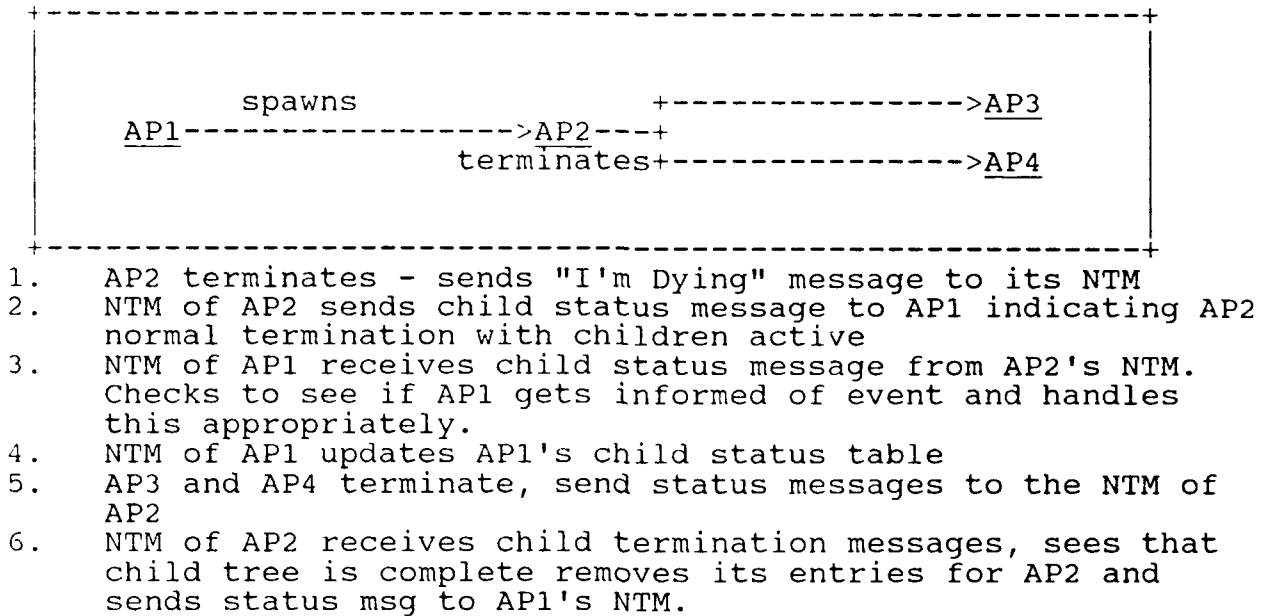 +-----------------------------------------------------------+
spawns +---------------->AP3
AP1------------------>AP2---+
terminates+--------------->AP4
+-----------------------------------------------------------+
1. AP2 terminates - sends "I'm Dying" message to its NTM
2. NTM of AP2 sends child status message to AP1 indicating AP2
normal termination with children active
3. NTM of AP1 receives child status message from AP2's NTM.
Checks to see if AP1 gets informed of event and handles
this appropriately.
4. NTM of AP1 updates AP1's child status table
5. AP3 and AP4 terminate, send status messages to the NTM of
AP2
6. NTM of AP2 receives child termination messages, sees that
child tree is complete removes its entries for AP2 and
sends status msg to AP1's NTM.